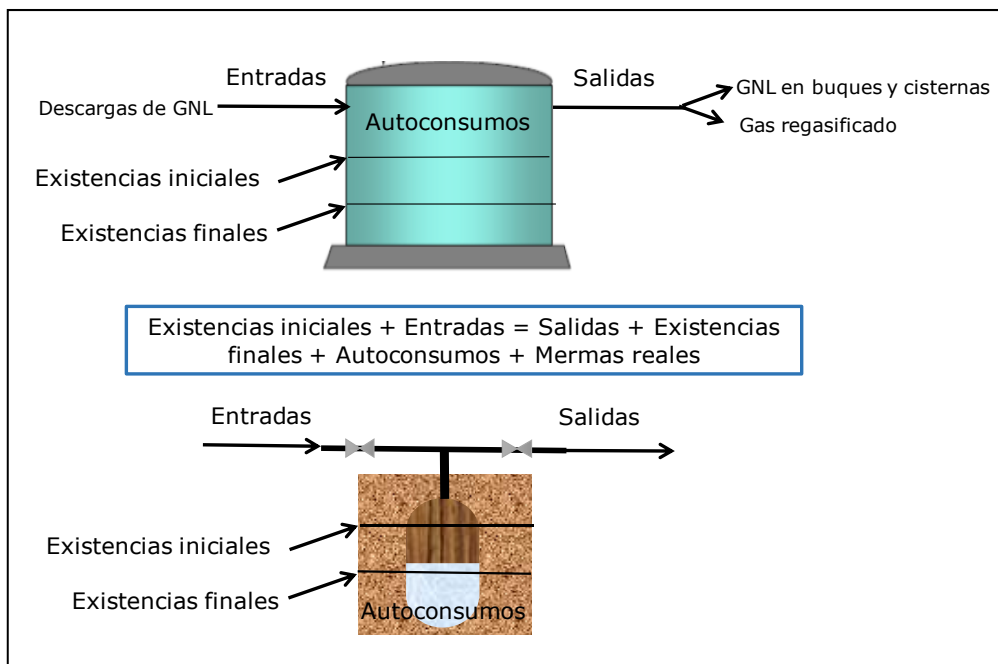 Entradas
Salidas
Descargas de GNL
GNL en buques y cisternas
Autoconsumos
Gas regasificado
Existencias iniciales
Existencias finales
Existencias iniciales + Entradas = Salidas + Existencias
finales + Autoconsumos + Mermas reales
Entradas
Salidas
Existencias iniciales
Existencias finales
Autoconsumos